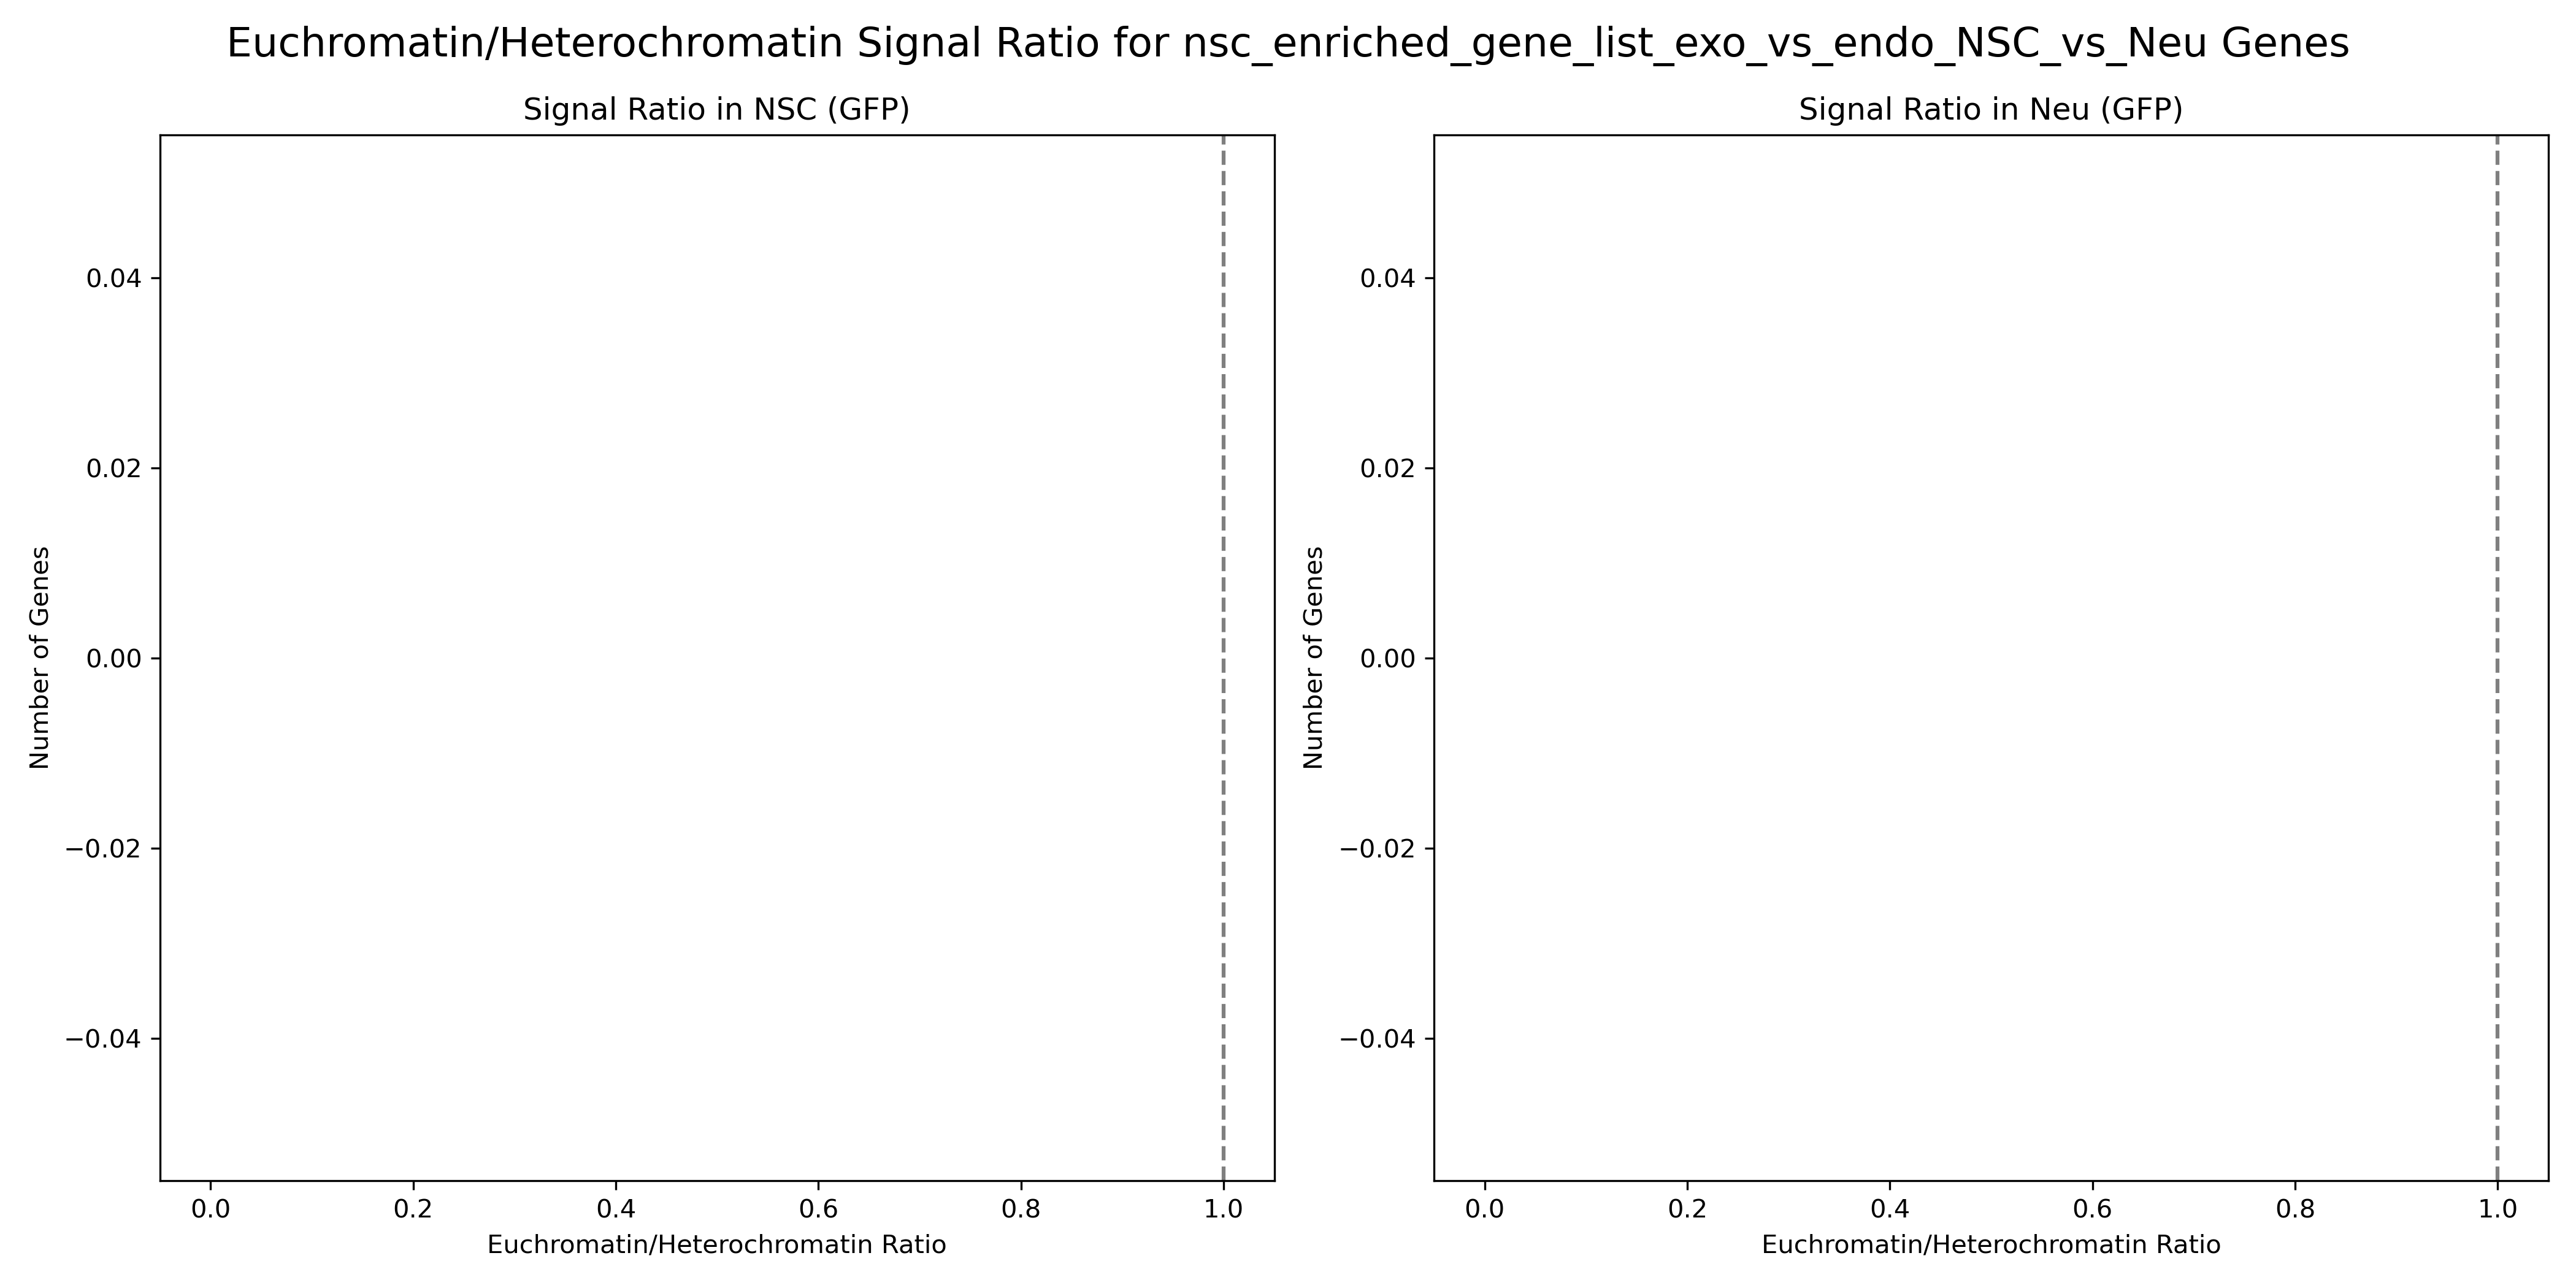 Euchromatin/Heterochromatin Signal Ratio for nsc_enriched_gene_list_exo_vs_endo_NSC_vs_Neu Genes
Signal Ratio in NSC (GFP)
Number of Genes
0.04
0.02
0.00
−0.02
−0.04
0.0 0.2 0.4 0.6 0.8 1.0
Euchromatin/Heterochromatin Ratio
Signal Ratio in Neu (GFP)
Number of Genes
0.04
0.02
0.00
−0.02
−0.04
0.0 0.2 0.4 0.6 0.8 1.0
Euchromatin/Heterochromatin Ratio